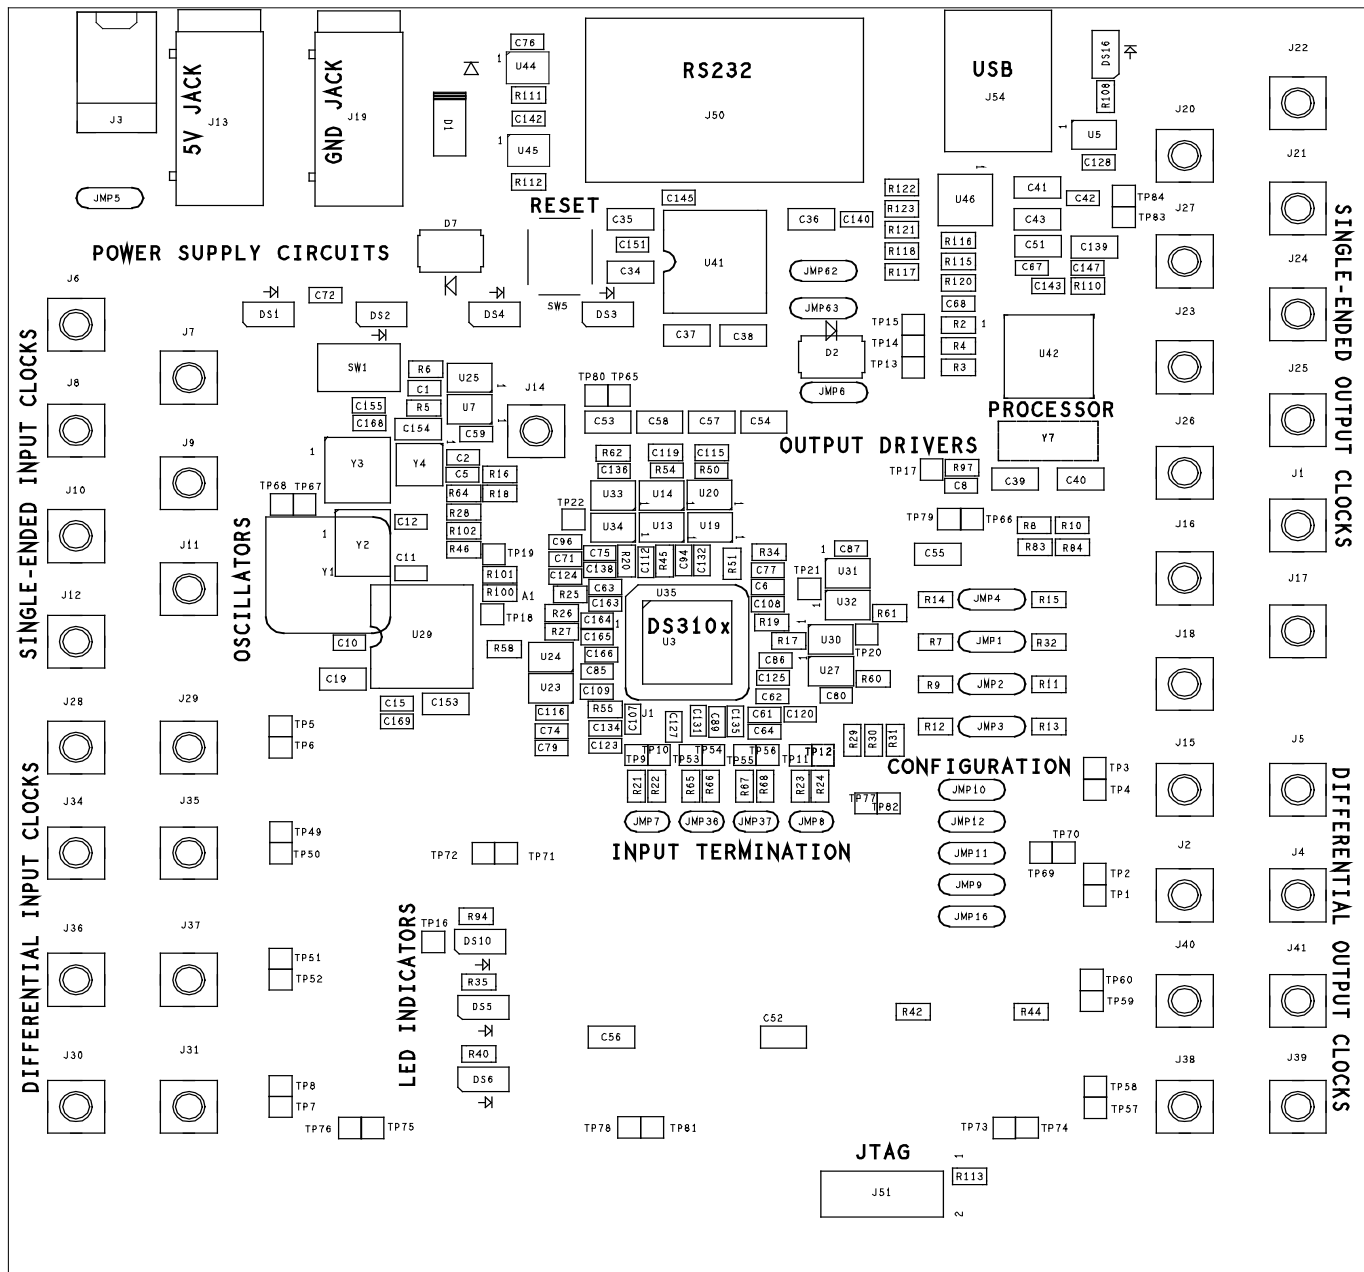 C76
DS16
J22
U44
RS232
USB
5V JACK
GND JACK
J54
R108
R111
D1
J3
J13
J19
C142
J50
J20
U5
U45
C128
J21
R112
R122
C41
C42
TP84
JMP5
C145
R123
U46
TP83
RESET
C35
C36
C140
C43
J27
D7
R121
R116
C151
R118
C51
C139
POWER SUPPLY CIRCUITS
U41
J24
C34
JMP62
R117
R115
C67
C147
J6
R120
C143
R110
DS1
C72
DS2
DS4
SW5
DS3
JMP63
C68
J23
TP15
R2
1
J7
C37
C38
TP14
R4
U42
D2
TP13
R3
SW1
R6
U25
J8
C1
J14
TP80
TP65
JMP6
J25
C155
R5
U7
PROCESSOR
C168
C154
C59
C53
C58
C57
C54
J26
J9
OUTPUT DRIVERS
Y7
Y3
Y4
C2
R62
C119
C115
TP17
R97
C5
R16
C136
R54
R50
C8
C39
C40
J1
J10
TP68
TP67
R64
R18
U33
U14
U20
TP22
R28
TP79
TP66
C12
R102
U34
U13
U19
R8
R10
J16
Y2
R46
C96
R83
R84
J11
C11
TP19
C71
C75
R20
C112
R45
C94
C132
R51
R34
C87
C55
Y1
R101
C124
C138
C77
TP21
U31
J17
J12
R100
A1
R25
C63
U35
C6
U32
R14
JMP4
R15
C163
C108
TP18
R26
C164
DS310x
R19
R61
C10
U29
R27
C165
U3
R17
U30
TP20
R7
JMP1
R32
J18
R58
U24
C166
C86
C19
C85
C125
U27
R60
R9
JMP2
R11
U23
C109
C62
C80
J28
J29
C15
C153
C116
R55
C107
J1
C127
C131
C89
C135
C61
C120
TP5
C169
C74
C134
C64
R29
R30
R31
R12
JMP3
R13
TP6
C79
C123
J15
J5
TP9
TP10
TP53
TP54
TP55
TP56
TP11
TP12
CONFIGURATION
TP3
J34
J35
R21
R22
R65
R66
R67
R68
R23
R24
TP77
TP82
JMP10
TP4
TP49
JMP7
JMP36
JMP37
JMP8
JMP12
TP70
J2
J4
TP50
TP72
TP71
INPUT TERMINATION
JMP11
TP69
TP2
JMP9
TP1
R94
JMP16
J36
J37
TP16
DS10
J40
J41
TP51
TP52
R35
TP60
DS5
R42
R44
TP59
C56
C52
J30
J31
R40
J38
J39
TP8
DS6
TP58
TP7
TP57
TP76
TP75
TP78
TP81
TP73
TP74
JTAG
1
R113
J51
2
SINGLE-ENDED INPUT CLOCKS
DIFFERENTIAL INPUT CLOCKS
OSCILLATORS
LED INDICATORS
SINGLE-ENDED OUTPUT CLOCKS
DIFFERENTIAL OUTPUT CLOCKS